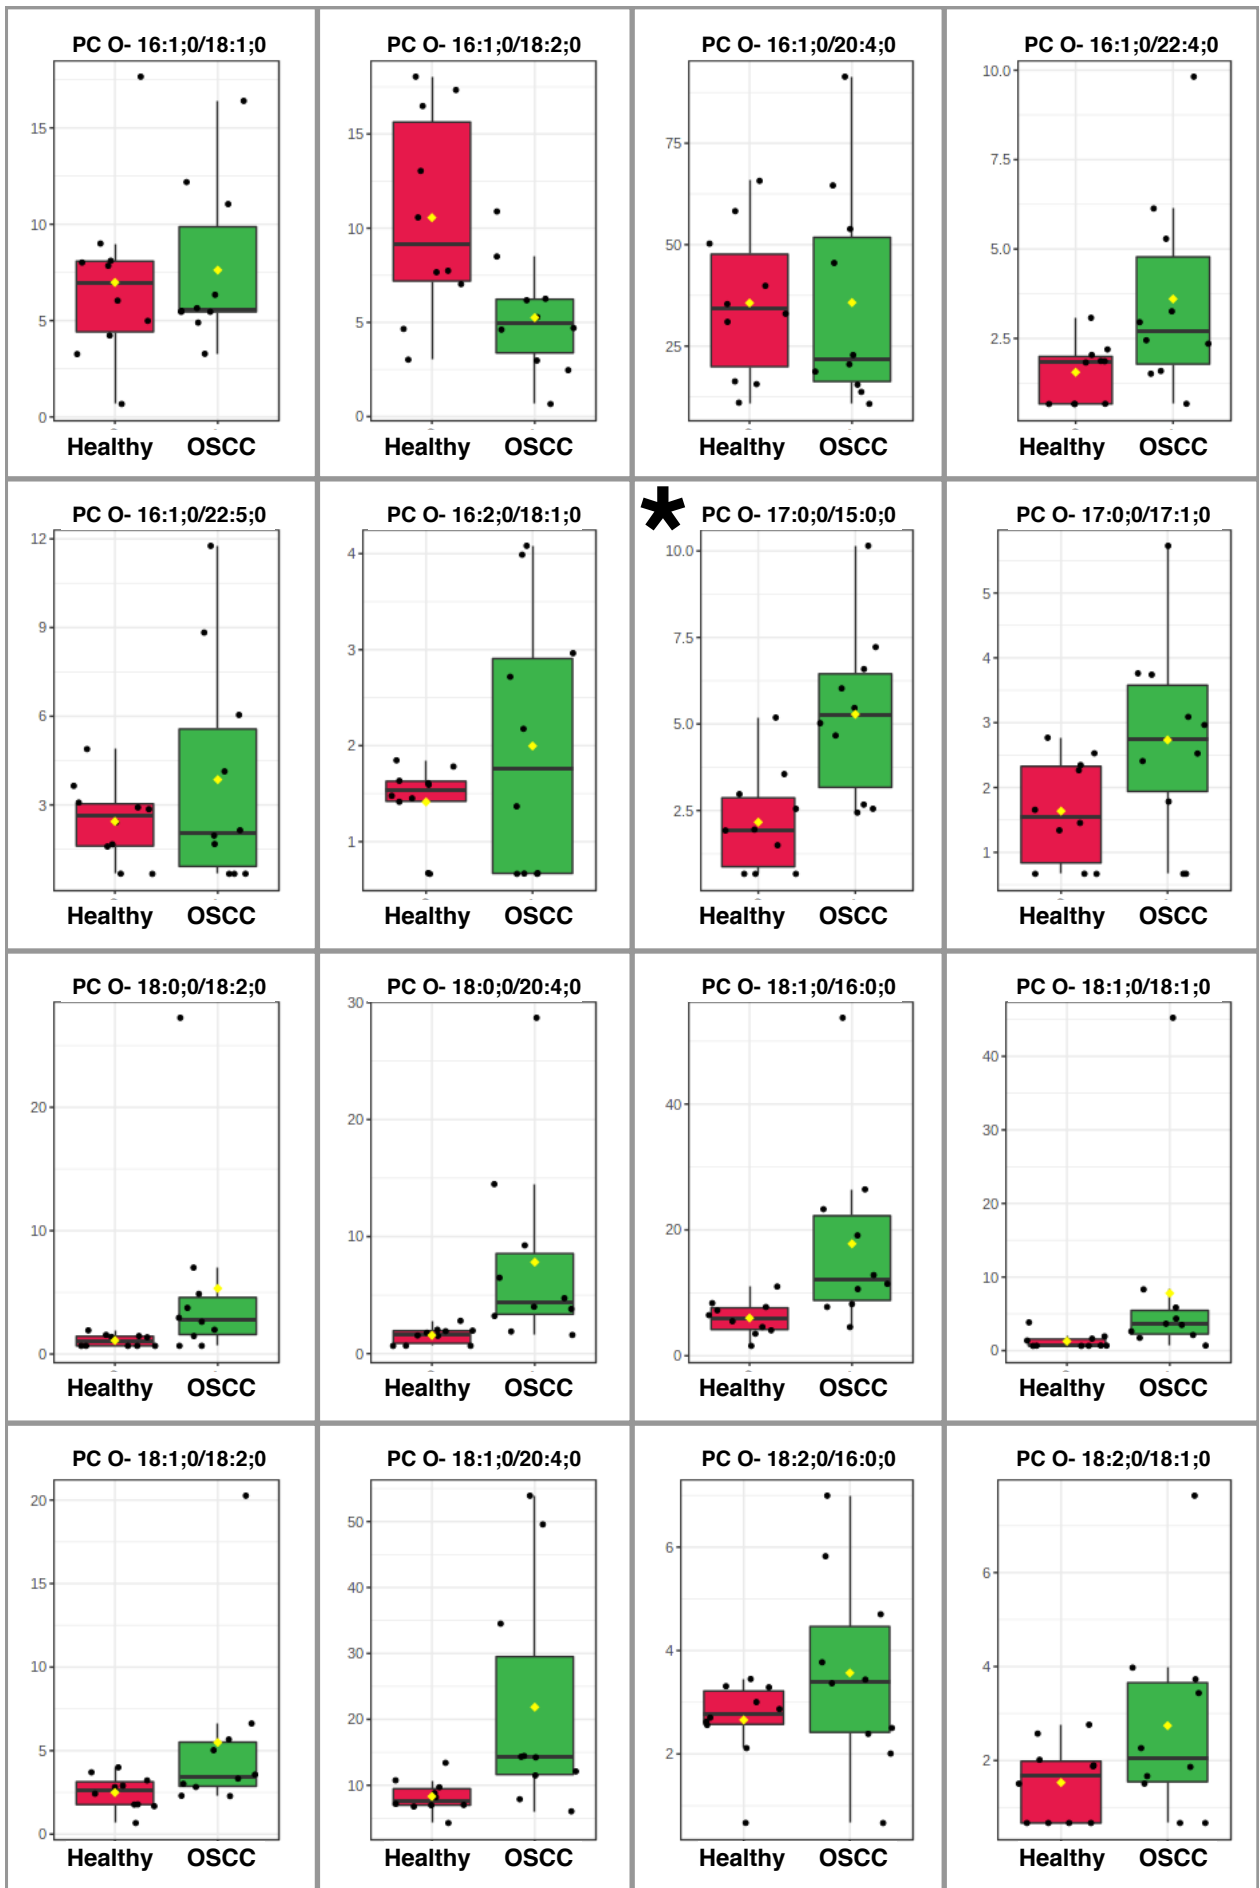 PC O- 16:1;0/18:1;0
15
10
5
0
Healthy OSCC
PC O- 16:1;0/18:2;0
15
10
5
0
Healthy OSCC
PC O- 16:1;0/20:4;0
75
50
25
Healthy OSCC
PC O- 16:1;0/22:4;0
10.0
7.5
5.0
2.5
Healthy OSCC
PC O- 16:1;0/22:5;0
12
9
6
3
Healthy OSCC
PC O- 16:2;0/18:1;0
4
3
2
1
Healthy OSCC
* PC O- 17:0;0/15:0;0
10.0
7.5
5.0
2.5
Healthy OSCC
PC O- 17:0;0/17:1;0
5
4
3
2
1
Healthy OSCC
PC O- 18:0;0/18:2;0
20
10
0
Healthy OSCC
PC O- 18:0;0/20:4;0
30
20
10
0
Healthy OSCC
PC O- 18:1;0/16:0;0
40
20
0
Healthy OSCC
PC O- 18:1;0/18:1;0
40
30
20
10
0
Healthy OSCC
PC O- 18:1;0/18:2;0
20
15
10
5
0
Healthy OSCC
PC O- 18:1;0/20:4;0
50
40
30
20
10
Healthy OSCC
PC O- 18:2;0/16:0;0
6
4
2
Healthy OSCC
PC O- 18:2;0/18:1;0
6
4
2
Healthy OSCC